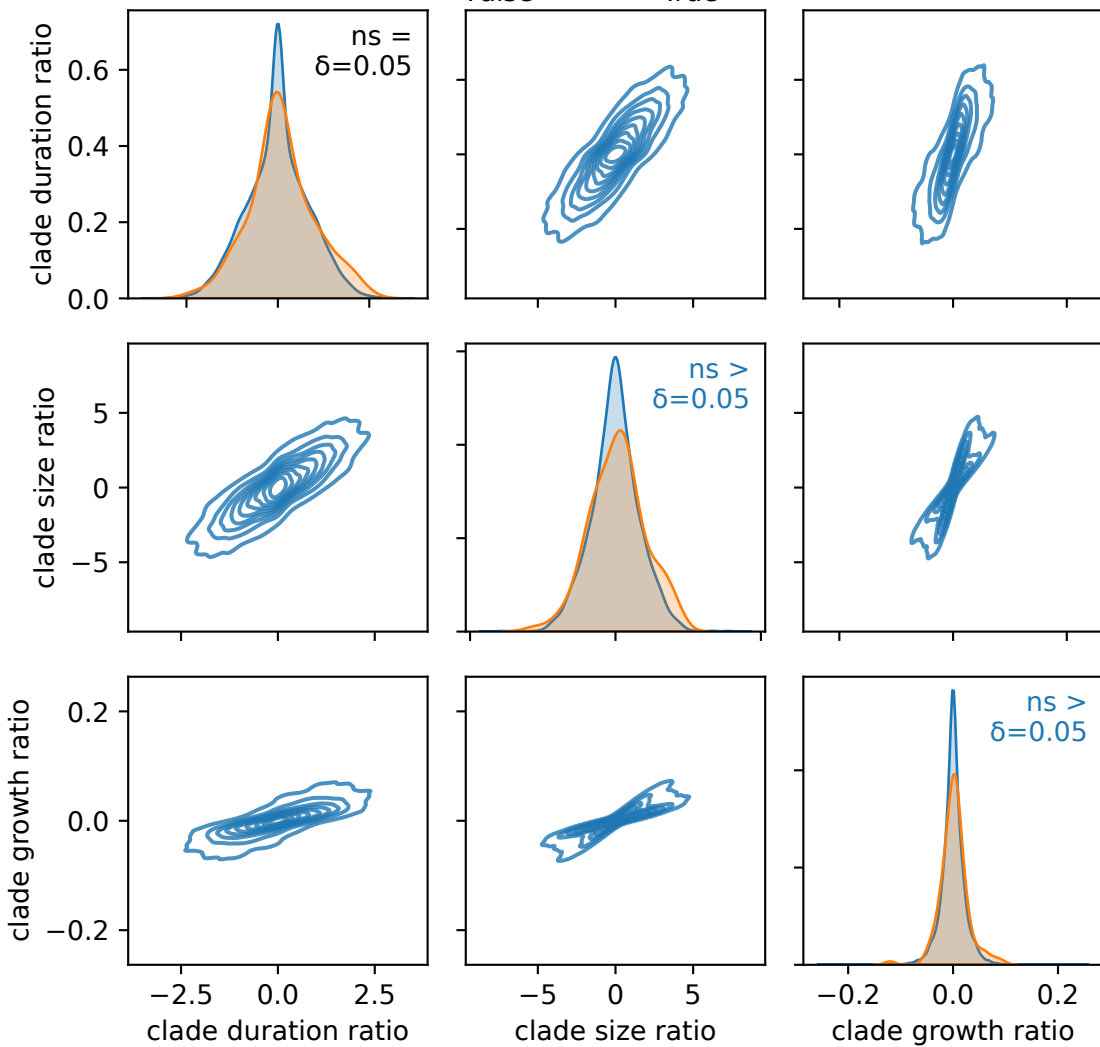 ns =
δ=0.05
clade duration ratio
0.6
0.4
0.2
0.0
ns >
δ=0.05
clade size ratio
5
0
−5
ns >
δ=0.05
clade growth ratio
0.2
0.0
−0.2
−2.5 0.0 2.5
−5 0 5
−0.2 0.0 0.2
clade duration ratio
clade size ratio
clade growth ratio